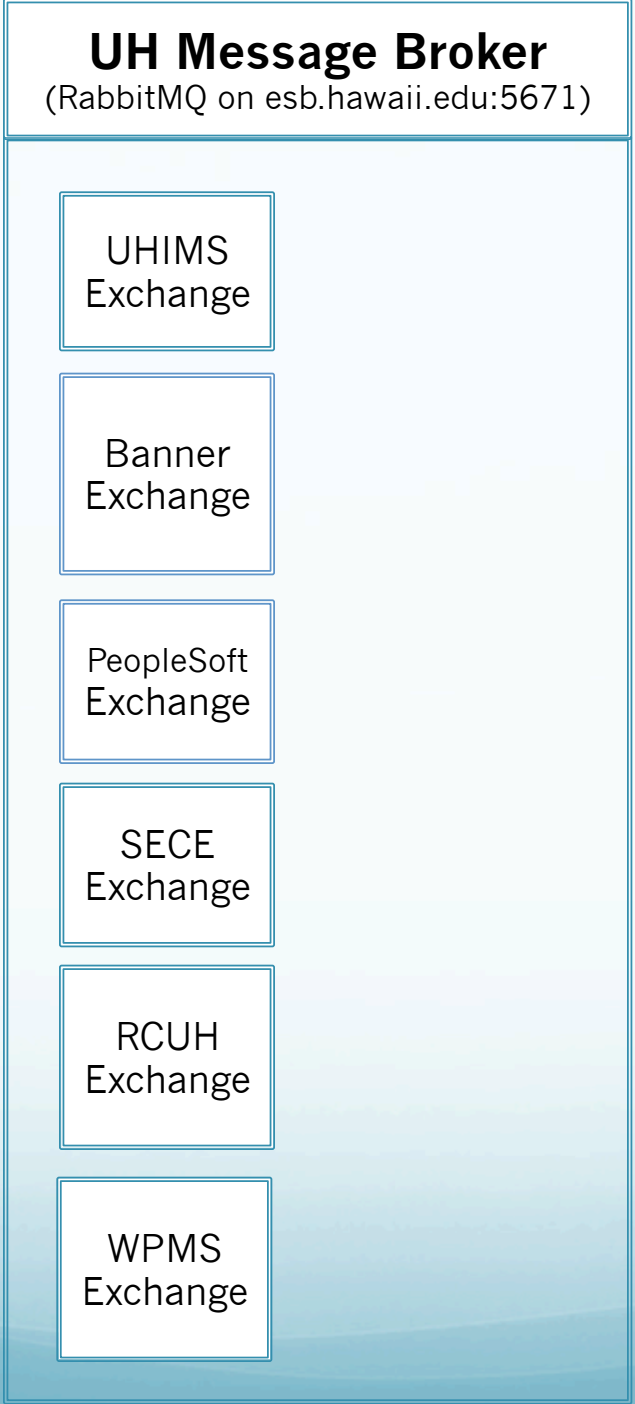 UH Message Broker
(RabbitMQ on esb.hawaii.edu:5671)
UHIMS
Exchange
Banner
Exchange
PeopleSoft
Exchange
SECE
Exchange
RCUH
Exchange
WPMS
Exchange